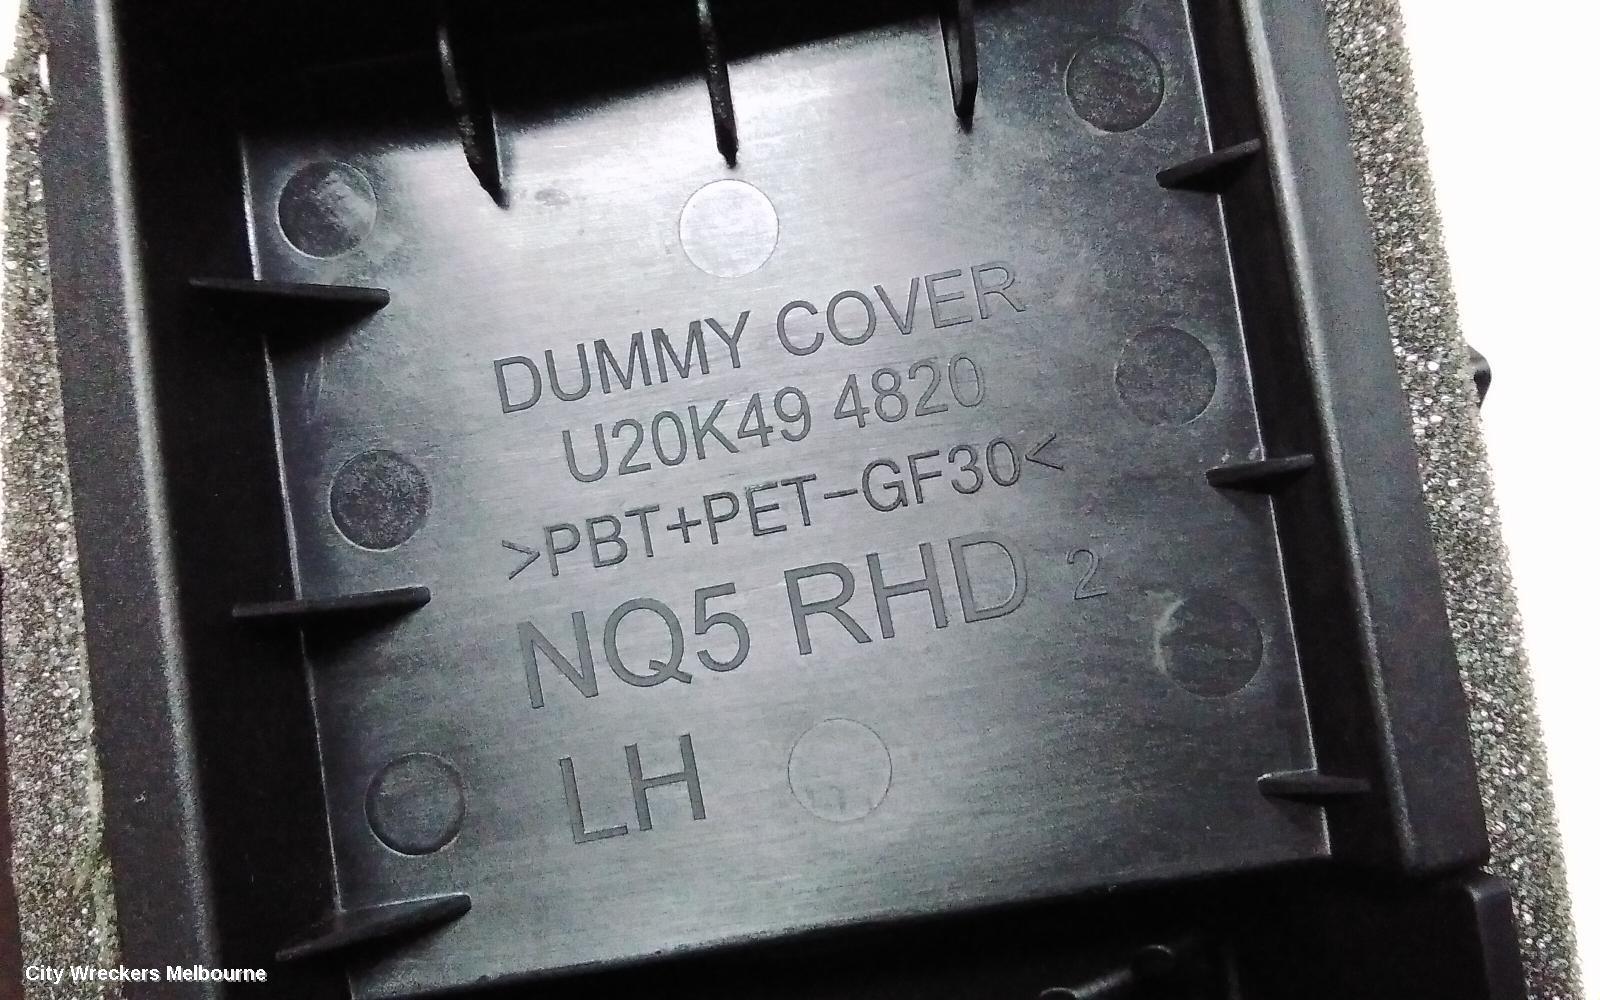 DUMMY COVER
U20K49 4820
>PBT+PET-GF30<
NQ5 RHD 2
LH
City Wreckers Melbourne